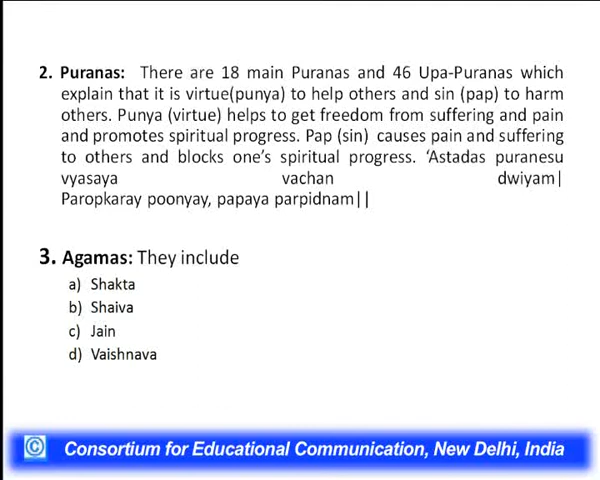 2. Puranas: There are 18 main Puranas and 46 Upa-Puranas which
explain that it is virtue(punya) to help others and sin (pap) to harm
others. Punya (virtue) helps to get freedom from suffering and pain
and promotes spiritual progress. Pap (sin) causes pain and suffering
to others and blocks one’s spiritual progress. ‘Astadas puranesu
vyasaya vachan dwiyam|
Paropkaray poonyay, papaya parpidnam||
3. Agamas: They include
a) Shakta
b) Shaiva
c) Jain
d) Vaishnava
© Consortium for Educational Communication, New Delhi, India